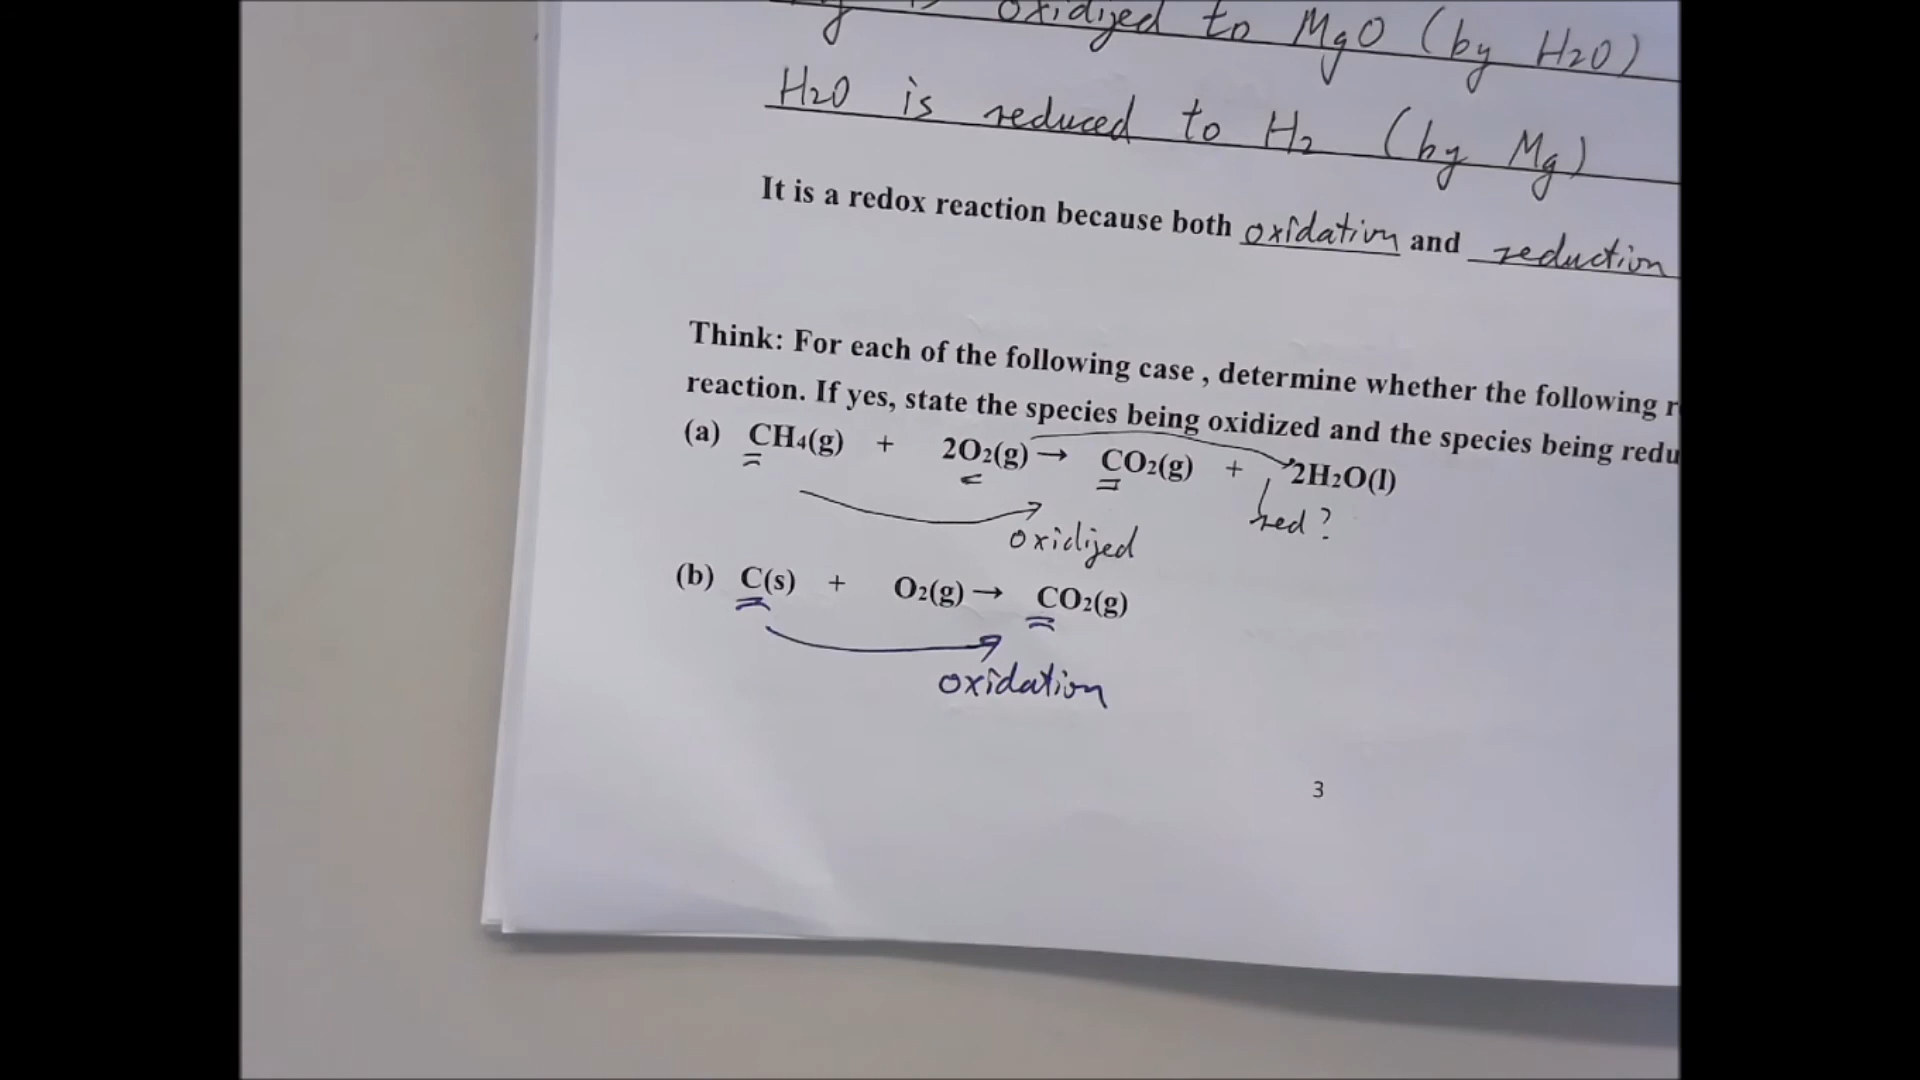 oxidized to MgO (by H2O)
H2O is reduced to H2 (by Mg)
It is a redox reaction because both oxidation and reduction
Think: For each of the following case , determine whether the following
reaction. If yes, state the species being oxidized and the species being redu
(a) CH4(g) + 2O2(g) → CO2(g) + 2H2O(l)
red ?
oxidized
(b) C(s) + O2(g) → CO2(g)
oxidation
3